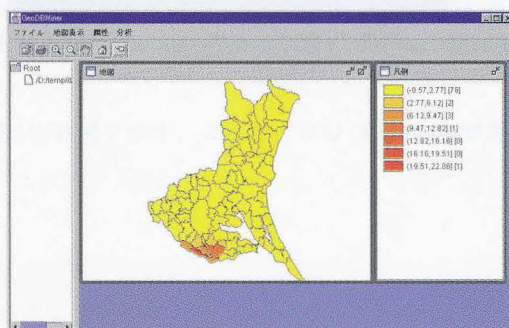 GeoDBMiner
ファイル 地図表示 属性 分析
Root
/D:/temp/it
地図
凡例
(-0.57,2.77] [79]
(2.77,6.12] [2]
(6.12,9.47] [3]
(9.47,12.82] [1]
(12.82,16.16] [0]
(16.16,19.51] [0]
(19.51,22.86] [1]